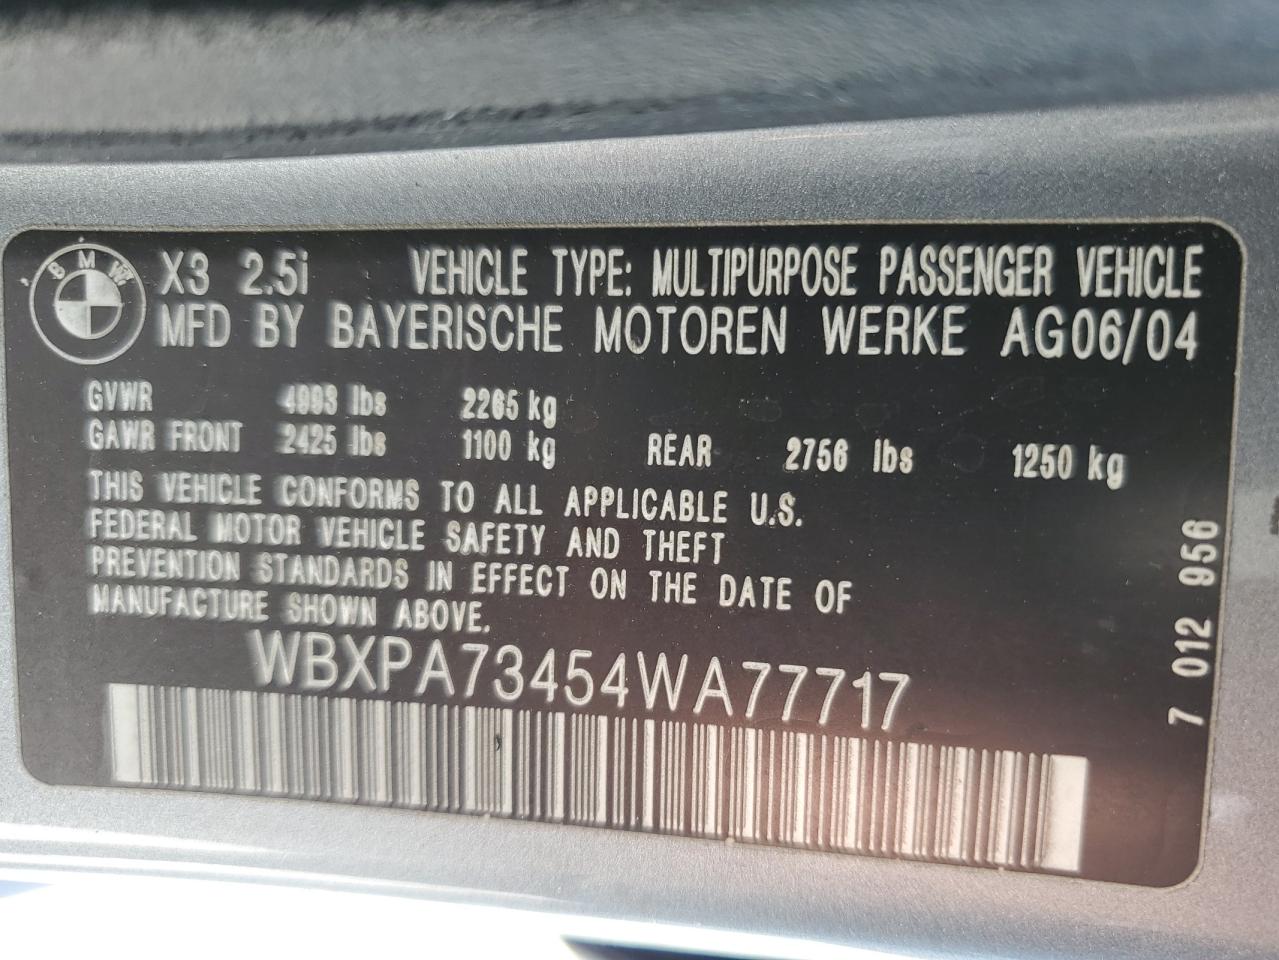 BMW X3 2.5i VEHICLE TYPE: MULTIPURPOSE PASSENGER VEHICLE
MFD BY BAYERISCHE MOTOREN WERKE AG06/04
GVWR 4993 lbs 2265 kg
GAWR FRONT 2425 lbs 1100 kg REAR 2756 lbs 1250 kg
THIS VEHICLE CONFORMS TO ALL APPLICABLE U.S.
FEDERAL MOTOR VEHICLE SAFETY AND THEFT
PREVENTION STANDARDS IN EFFECT ON THE DATE OF
MANUFACTURE SHOWN ABOVE.
WBXPA73454WA77717
7 012 956